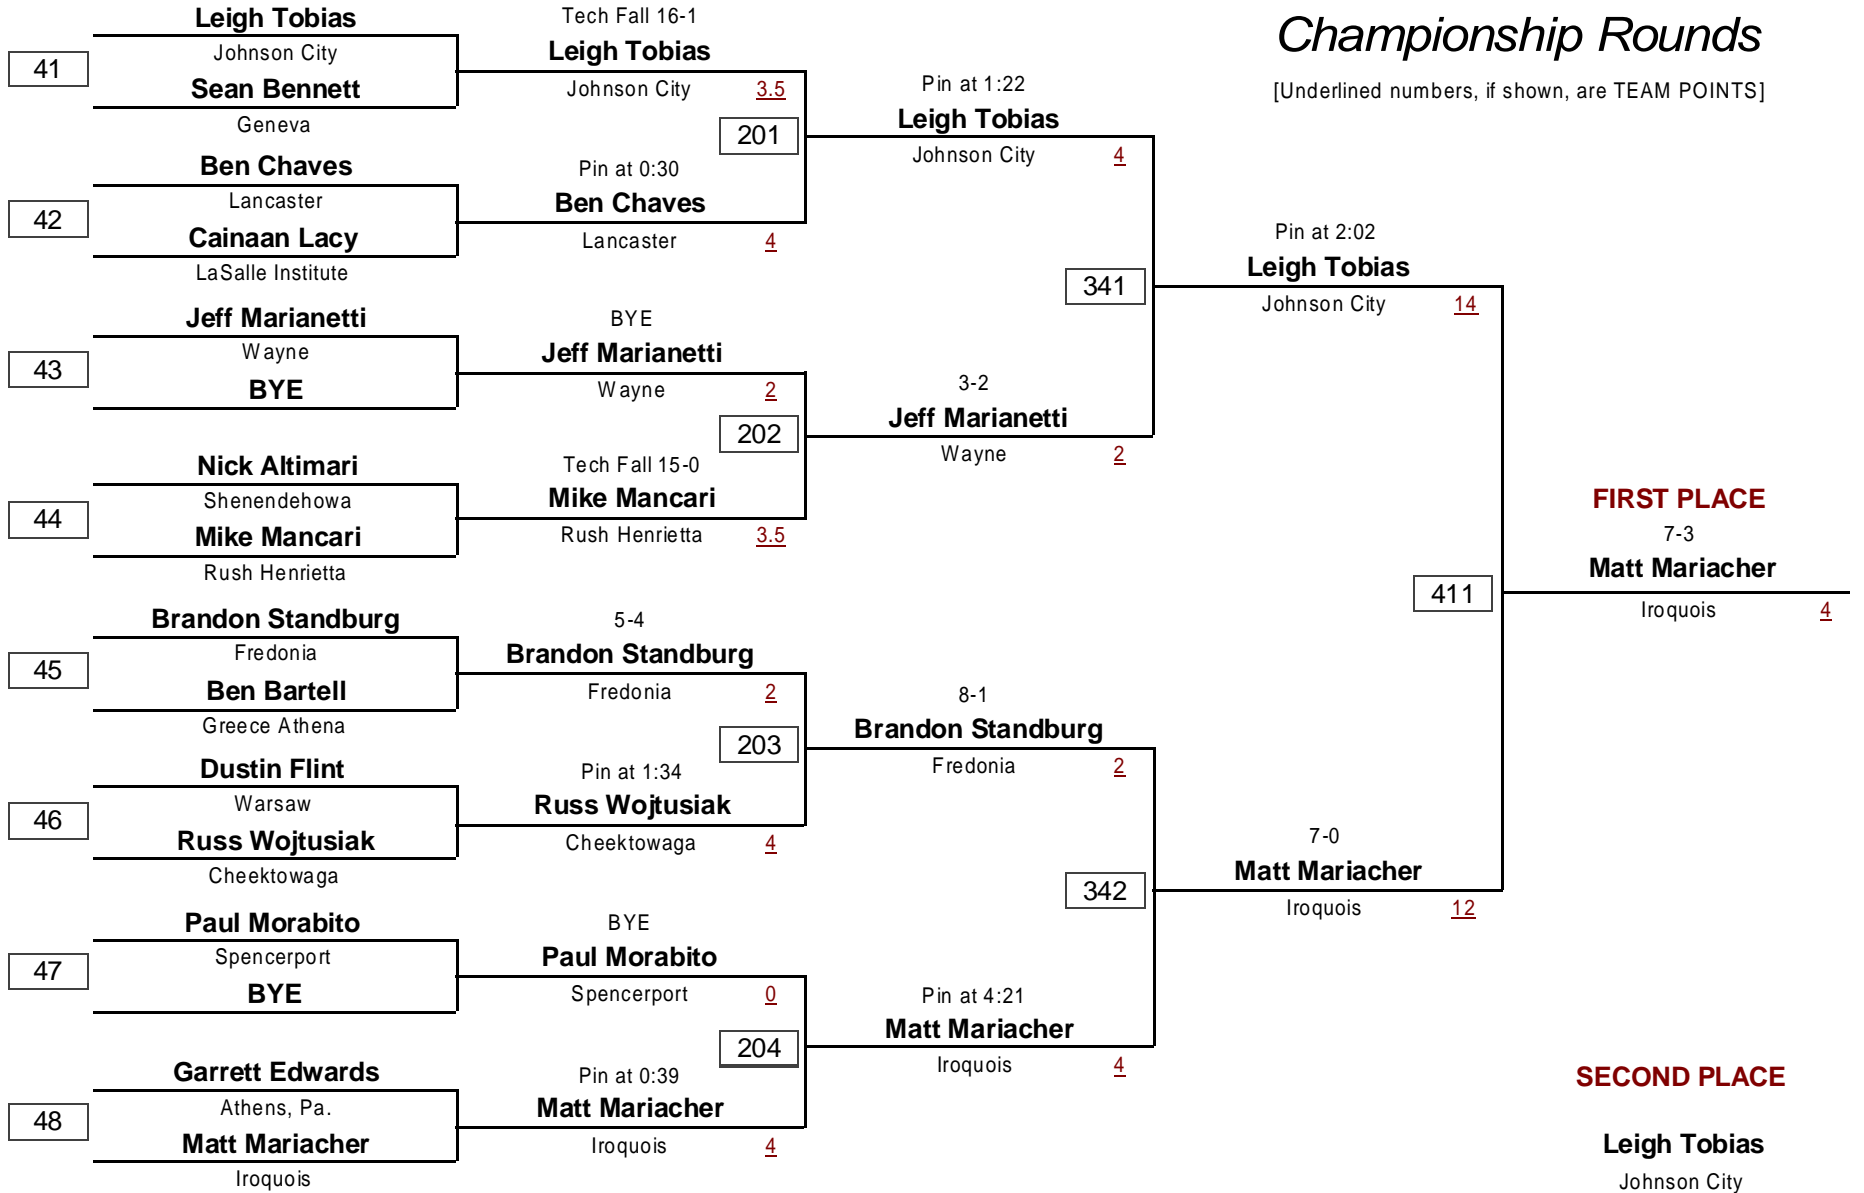 Championship Rounds
[Underlined numbers, if shown, are TEAM POINTS]
Leigh Tobias
Johnson City
41
Sean Bennett
Geneva
Ben Chaves
Lancaster
42
Cainaan Lacy
LaSalle Institute
Jeff Marianetti
Wayne
43
BYE
Nick Altimari
Shenendehowa
44
Mike Mancari
Rush Henrietta
Brandon Standburg
Fredonia
45
Ben Bartell
Greece Athena
Dustin Flint
Warsaw
46
Russ Wojtusiak
Cheektowaga
Paul Morabito
Spencerport
47
BYE
Garrett Edwards
Athens, Pa.
48
Matt Mariacher
Iroquois
Tech Fall 16-1
Leigh Tobias
Johnson City 3.5
201
Pin at 0:30
Ben Chaves
Lancaster 4
BYE
Jeff Marianetti
Wayne 2
202
Tech Fall 15-0
Mike Mancari
Rush Henrietta 3.5
5-4
Brandon Standburg
Fredonia 2
203
Pin at 1:34
Russ Wojtusiak
Cheektowaga 4
BYE
Paul Morabito
Spencerport 0
204
Pin at 0:39
Matt Mariacher
Iroquois 4
Pin at 1:22
Leigh Tobias
Johnson City 4
341
3-2
Jeff Marianetti
Wayne 2
8-1
Brandon Standburg
Fredonia 2
342
Pin at 4:21
Matt Mariacher
Iroquois 4
Pin at 2:02
Leigh Tobias
Johnson City 14
411
7-0
Matt Mariacher
Iroquois 12
FIRST PLACE
7-3
Matt Mariacher
Iroquois 4
SECOND PLACE
Leigh Tobias
Johnson City